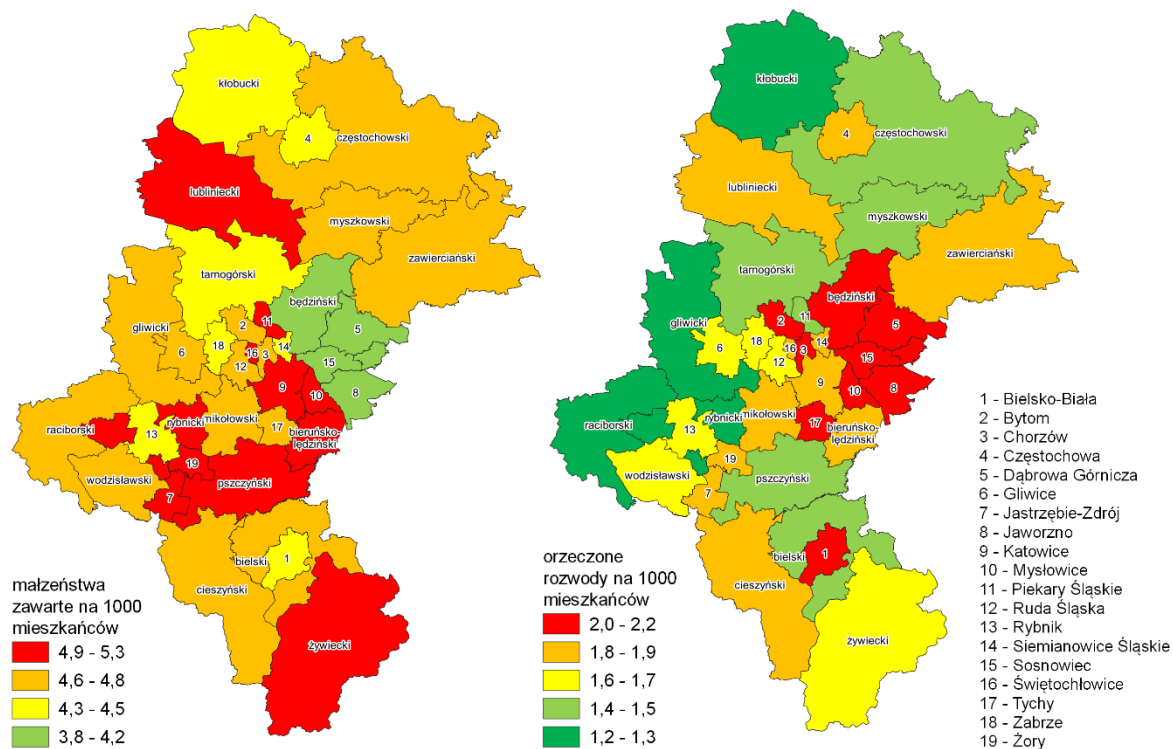 kłobucki
4
częstochowski
lubliniecki
myszkowski
zawierciański
tarnogórski
będziński
gliwicki
2
11
5
6
18
16
3
14
12
15
9
10
8
raciborski
13
rybnicki
mikołowski
17
bieruńsko-
lędziński
19
wodzisławski
7
pszczyński
bielski
1
cieszyński
żywiecki
małżeństwa
zawarte na 1000
mieszkańców
4,9 - 5,3
4,6 - 4,8
4,3 - 4,5
3,8 - 4,2
kłobucki
4
częstochowski
lubliniecki
myszkowski
zawierciański
tarnogórski
będziński
gliwicki
2
11
5
6
18
16
3
14
12
15
9
10
8
raciborski
13
rybnicki
mikołowski
17
bieruńsko-
lędziński
19
wodzisławski
7
pszczyński
bielski
1
cieszyński
żywiecki
orzeczone
rozwody na 1000
mieszkańców
2,0 - 2,2
1,8 - 1,9
1,6 - 1,7
1,4 - 1,5
1,2 - 1,3
1 - Bielsko-Biała
2 - Bytom
3 - Chorzów
4 - Częstochowa
5 - Dąbrowa Górnicza
6 - Gliwice
7 - Jastrzębie-Zdrój
8 - Jaworzno
9 - Katowice
10 - Mysłowice
11 - Piekary Śląskie
12 - Ruda Śląska
13 - Rybnik
14 - Siemianowice Śląskie
15 - Sosnowiec
16 - Świętochłowice
17 - Tychy
18 - Zabrze
19 - Żory